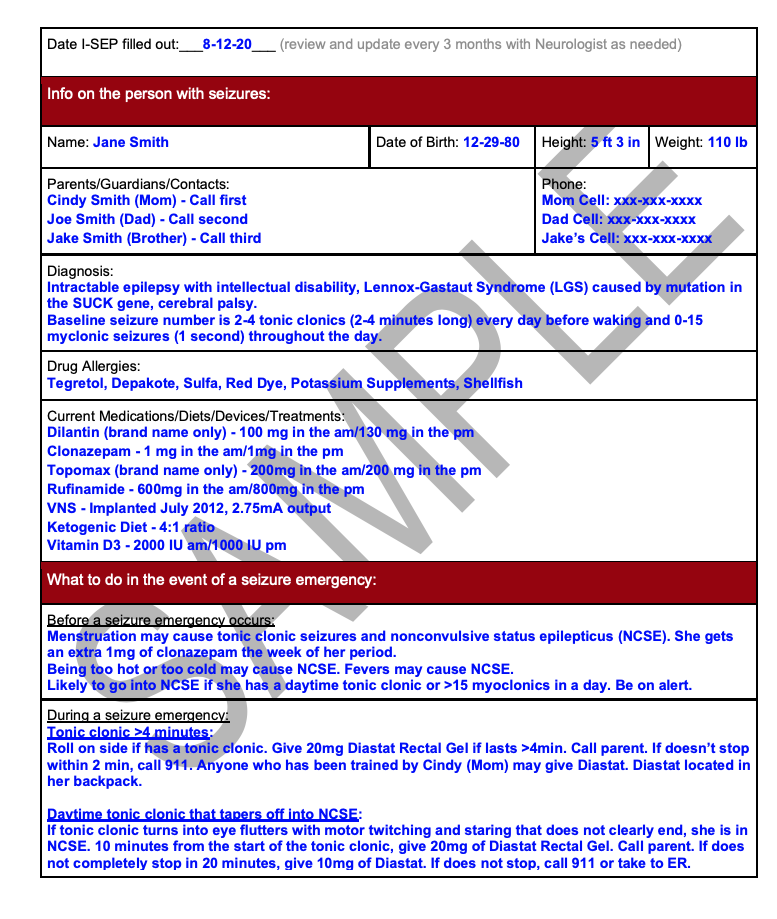 Date I-SEP filled out:___8-12-20___ (review and update every 3 months with Neurologist as needed)
Info on the person with seizures:
Name: Jane Smith
Date of Birth: 12-29-80
Height: 5 ft 3 in
Weight: 110 lb
Parents/Guardians/Contacts:
Cindy Smith (Mom) - Call first
Joe Smith (Dad) - Call second
Jake Smith (Brother) - Call third
Phone:
Mom Cell: xxx-xxx-xxxx
Dad Cell: xxx-xxx-xxxx
Jake's Cell: xxx-xxx-xxxx
Diagnosis:
Intractable epilepsy with intellectual disability, Lennox-Gastaut Syndrome (LGS) caused by mutation in
the SUCK gene, cerebral palsy.
Baseline seizure number is 2-4 tonic clonics (2-4 minutes long) every day before waking and 0-15
myclonic seizures (1 second) throughout the day.
Drug Allergies:
Tegretol, Depakote, Sulfa, Red Dye, Potassium Supplements, Shellfish
Current Medications/Diets/Devices/Treatments:
Dilantin (brand name only) - 100 mg in the am/130 mg in the pm
Clonazepam - 1 mg in the am/1mg in the pm
Topomax (brand name only) - 200mg in the am/200 mg in the pm
Rufinamide - 600mg in the am/800mg in the pm
VNS - Implanted July 2012, 2.75mA output
Ketogenic Diet - 4:1 ratio
Vitamin D3 - 2000 IU am/1000 IU pm
What to do in the event of a seizure emergency:
Before a seizure emergency occurs:
Menstruation may cause tonic clonic seizures and nonconvulsive status epilepticus (NCSE). She gets
an extra 1mg of clonazepam the week of her period.
Being too hot or too cold may cause NCSE. Fevers may cause NCSE.
Likely to go into NCSE if she has a daytime tonic clonic or >15 myoclonics in a day. Be on alert.
During a seizure emergency:
Tonic clonic >4 minutes:
Roll on side if has a tonic clonic. Give 20mg Diastat Rectal Gel if lasts >4min. Call parent. If doesn't stop
within 2 min, call 911. Anyone who has been trained by Cindy (Mom) may give Diastat. Diastat located in
her backpack.
Daytime tonic clonic that tapers off into NCSE:
If tonic clonic turns into eye flutters with motor twitching and staring that does not clearly end, she is in
NCSE. 10 minutes from the start of the tonic clonic, give 20mg of Diastat Rectal Gel. Call parent. If does
not completely stop in 20 minutes, give 10mg of Diastat. If does not stop, call 911 or take to ER.
SAMPLE